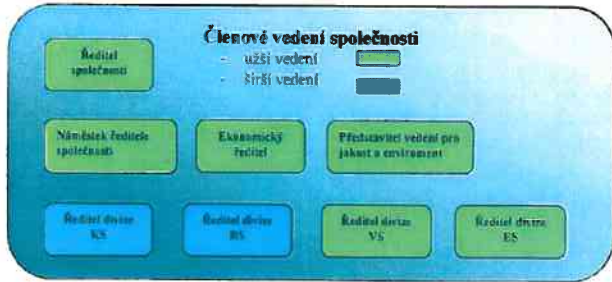 Členové vedení společnosti
- užší vedení
- širší vedení
Ředitel
společnosti
Náměstek ředitele
společnosti
Ekonomický
ředitel
Představitel vedení pro
jakost a enviroment
Ředitel divize
KS
Ředitel divize
RS
Ředitel divize
VS
Ředitel divize
ES